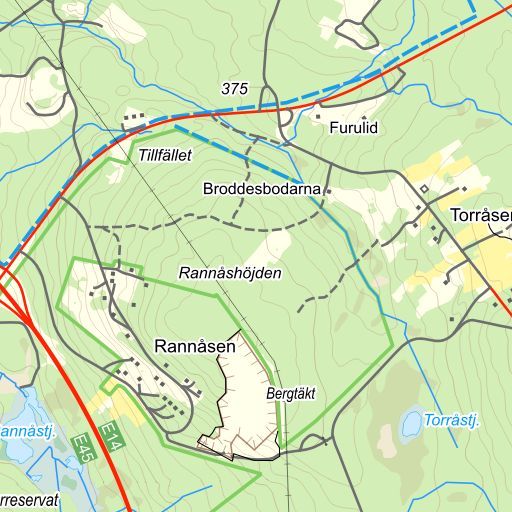 375
Furulid
Tillfället
Broddesbodarna
Torråsen
Rannåshöjden
Rannåsen
Bergtäkt
Torråstj.
annåstj.
E14
E45
rreservat